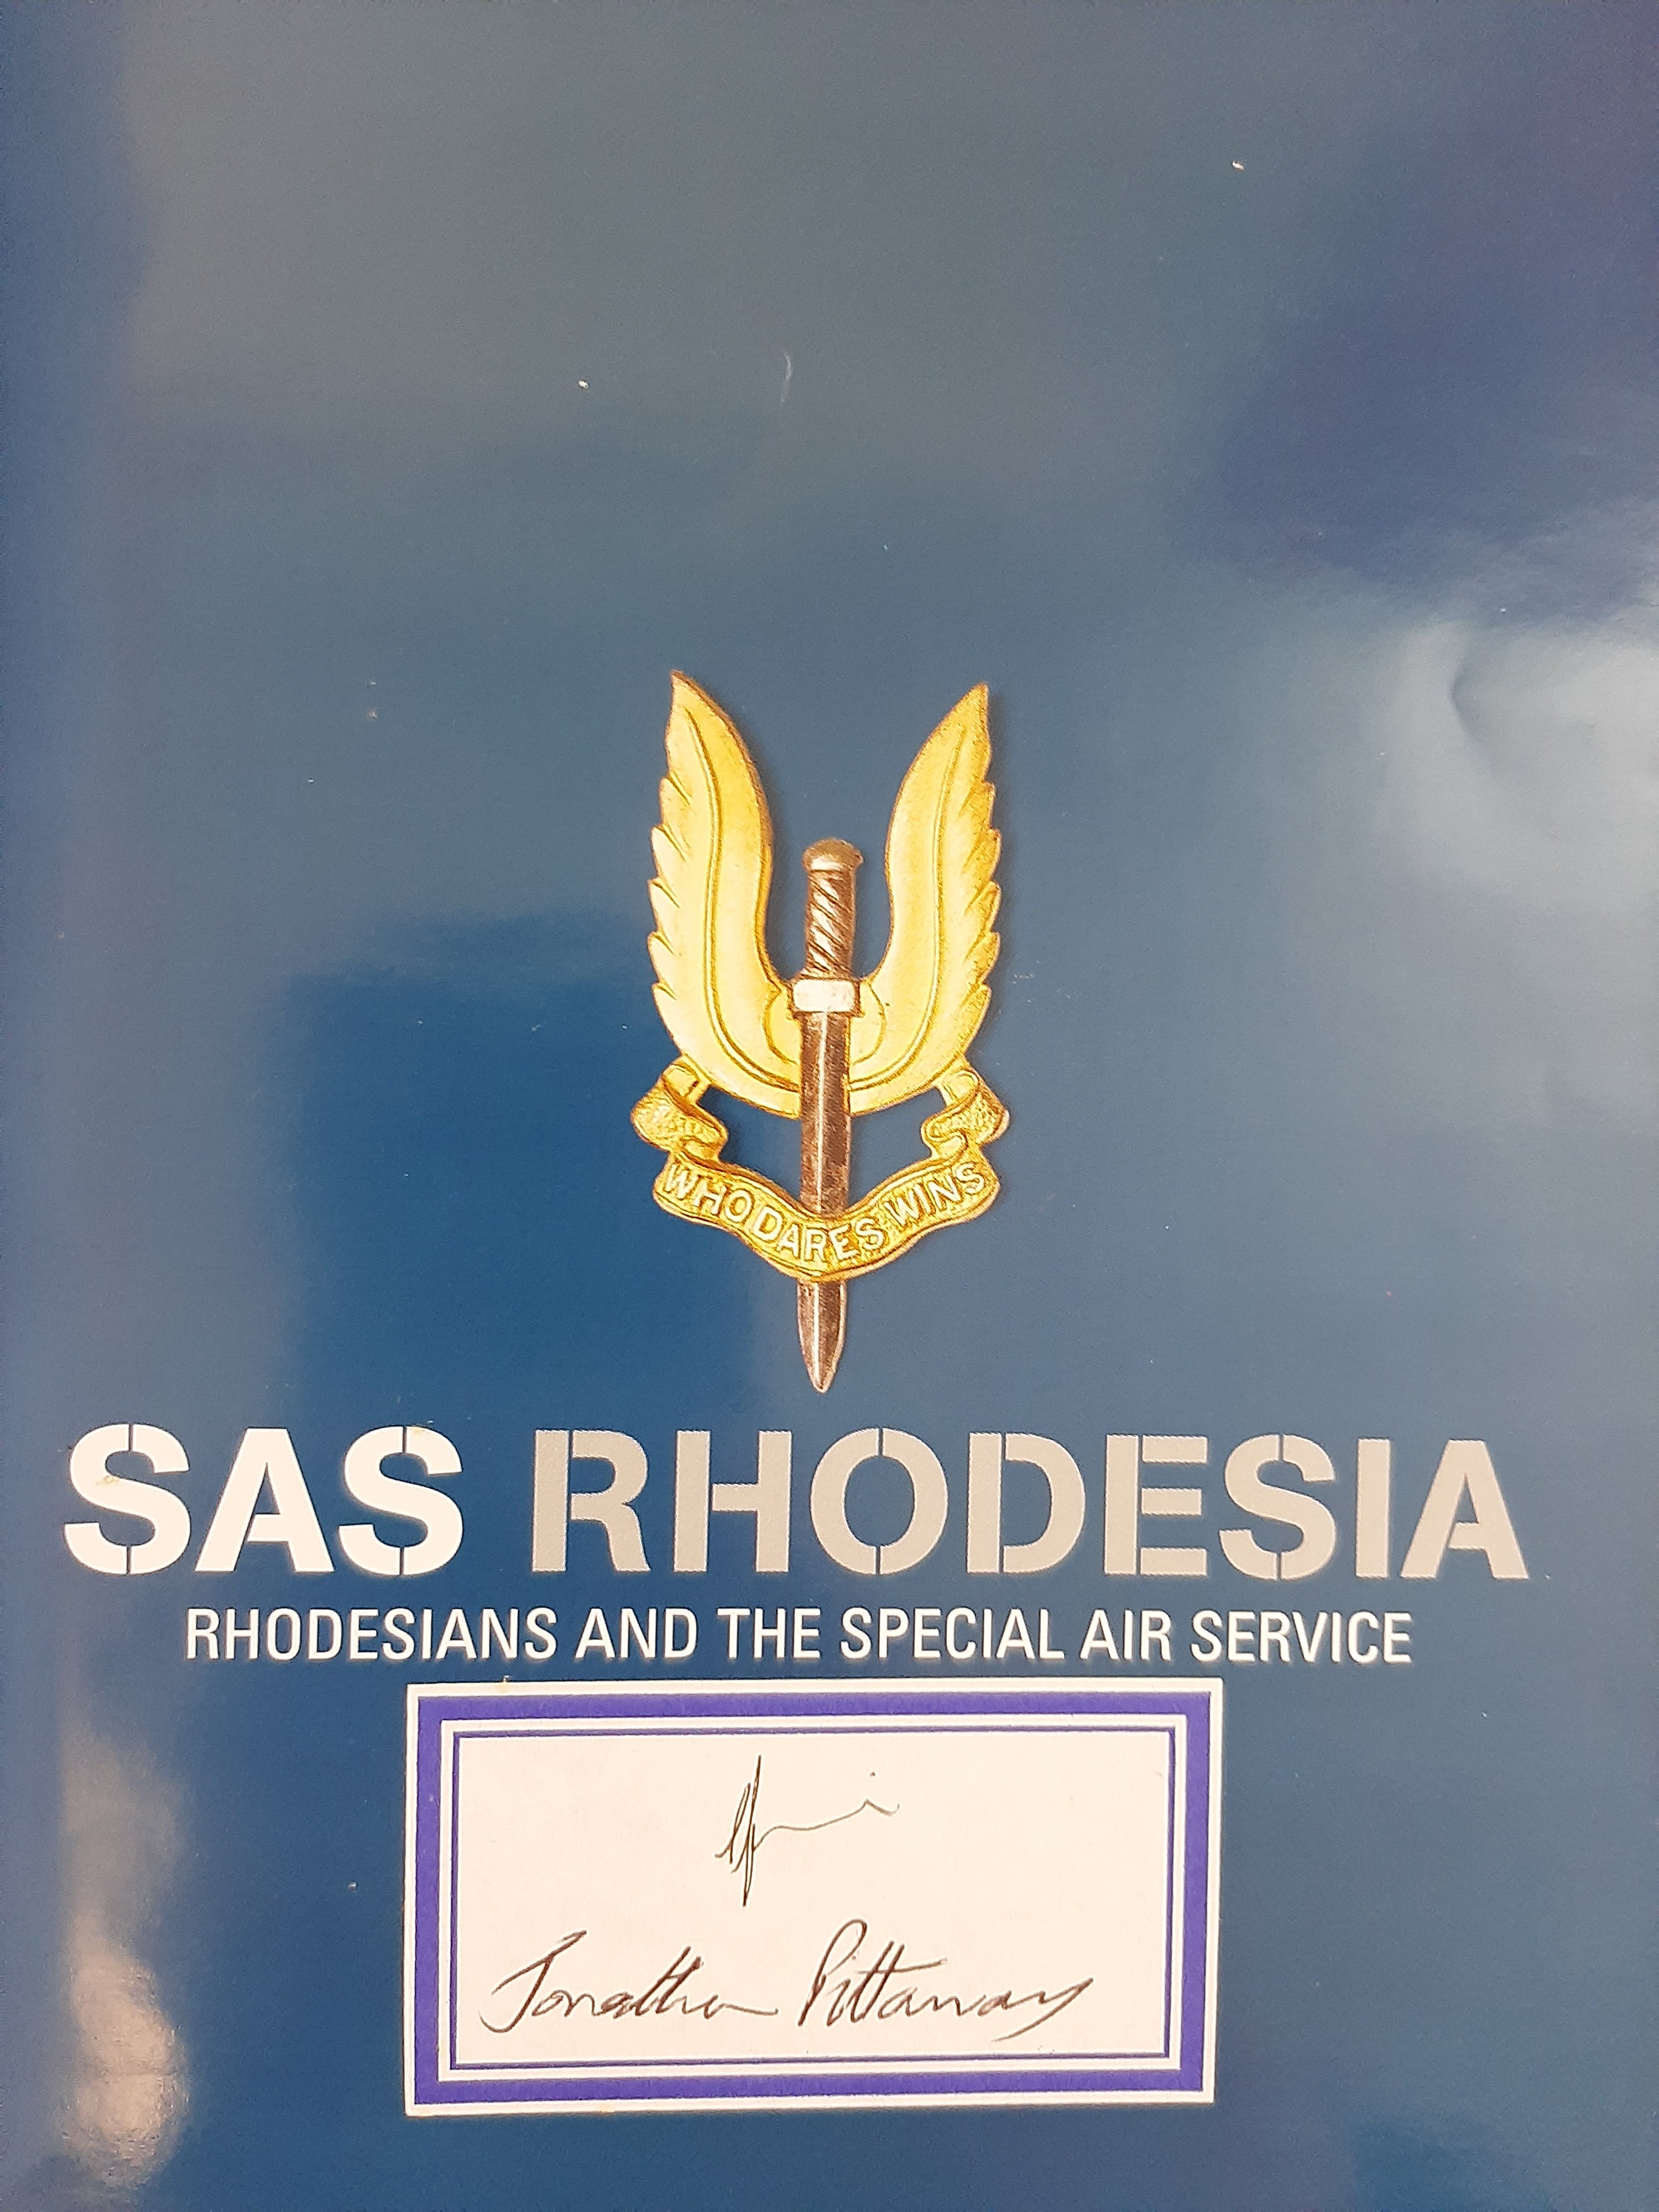 WHO DARES WINS
SAS RHODESIA
RHODESIANS AND THE SPECIAL AIR SERVICE
Jonathan Pittaway